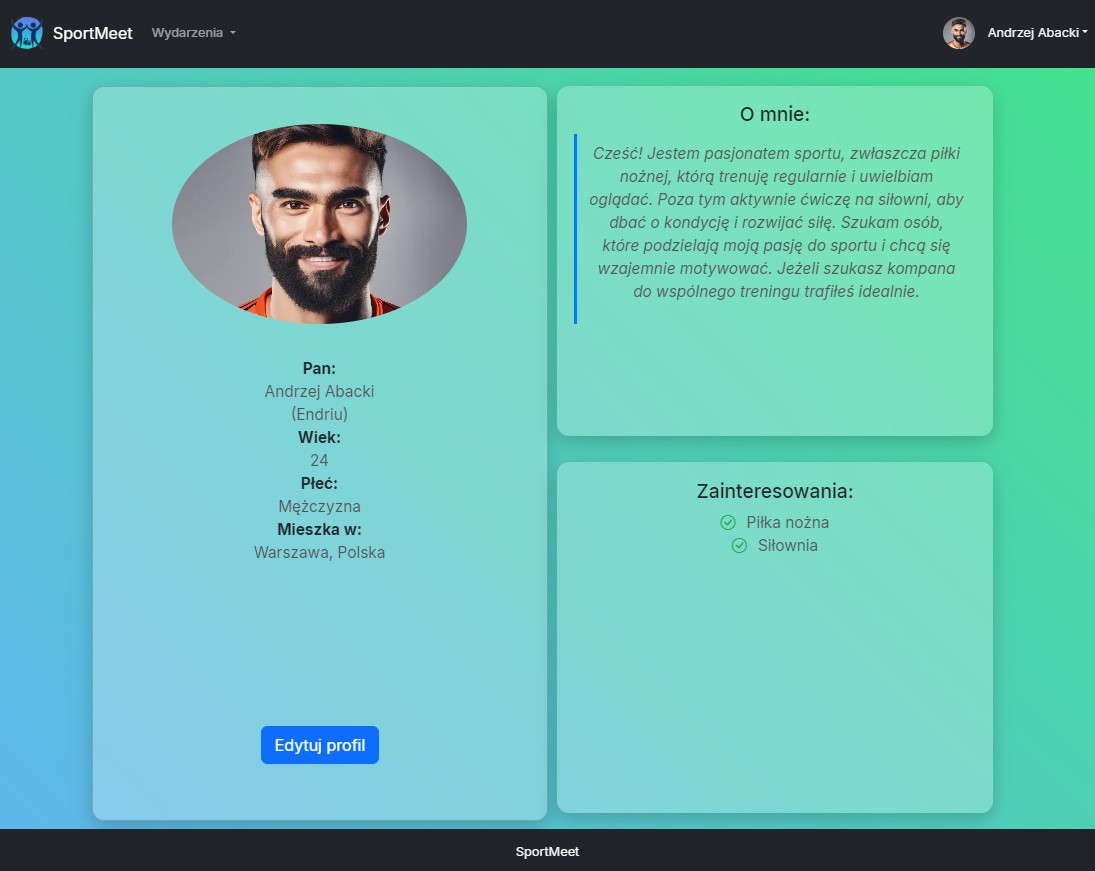 SportMeet
Wydarzenia
Andrzej Abacki
Pan:
Andrzej Abacki
(Endriu)
Wiek:
24
Płeć:
Mężczyzna
Mieszka w:
Warszawa, Polska
Edytuj profil
O mnie:
Cześć! Jestem pasjonatem sportu, zwłaszcza piłki
nożnej, którą trenuję regularnie i uwielbiam
oglądać. Poza tym aktywnie ćwiczę na siłowni, aby
dbać o kondycję i rozwijać siłę. Szukam osób,
które podzielają moją pasję do sportu i chcą się
wzajemnie motywować. Jeżeli szukasz kompana
do wspólnego treningu trafiłeś idealnie.
Zainteresowania:
Piłka nożna
Siłownia
SportMeet